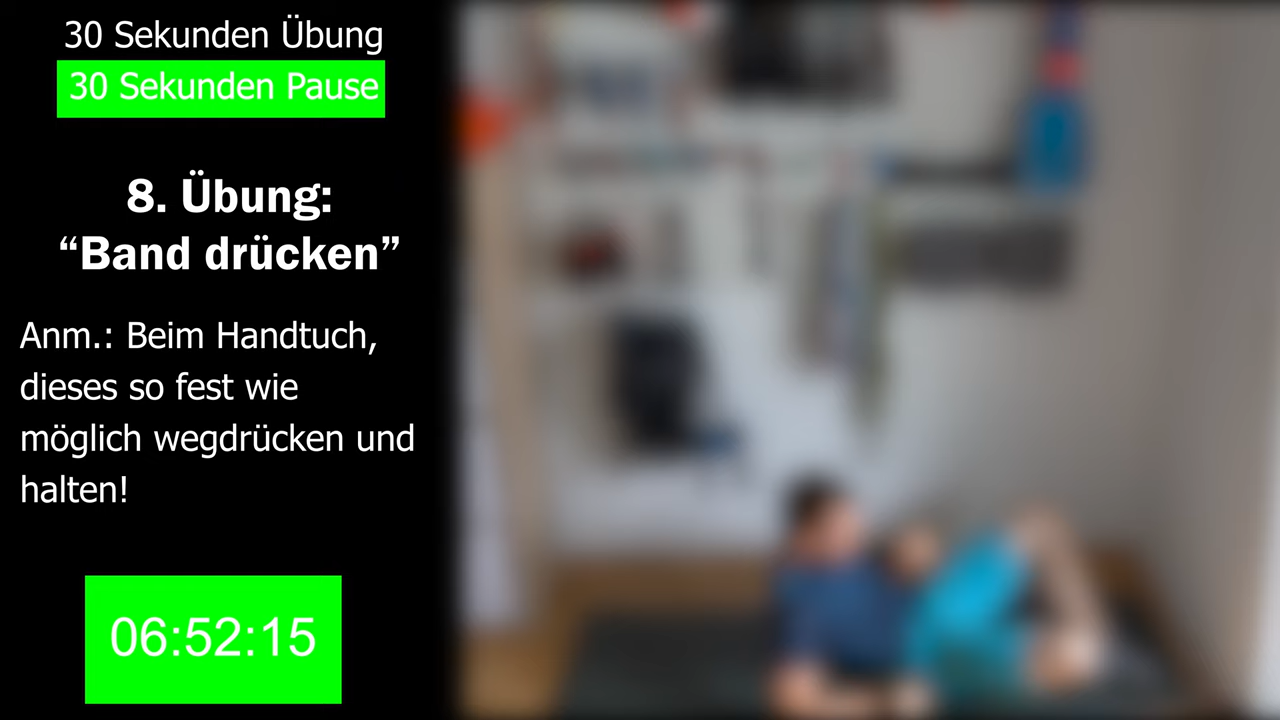 30 Sekunden Übung
30 Sekunden Pause
8. Übung:
“Band drücken”
Anm.: Beim Handtuch,
dieses so fest wie
möglich wegdrücken und
halten!
06:52:15